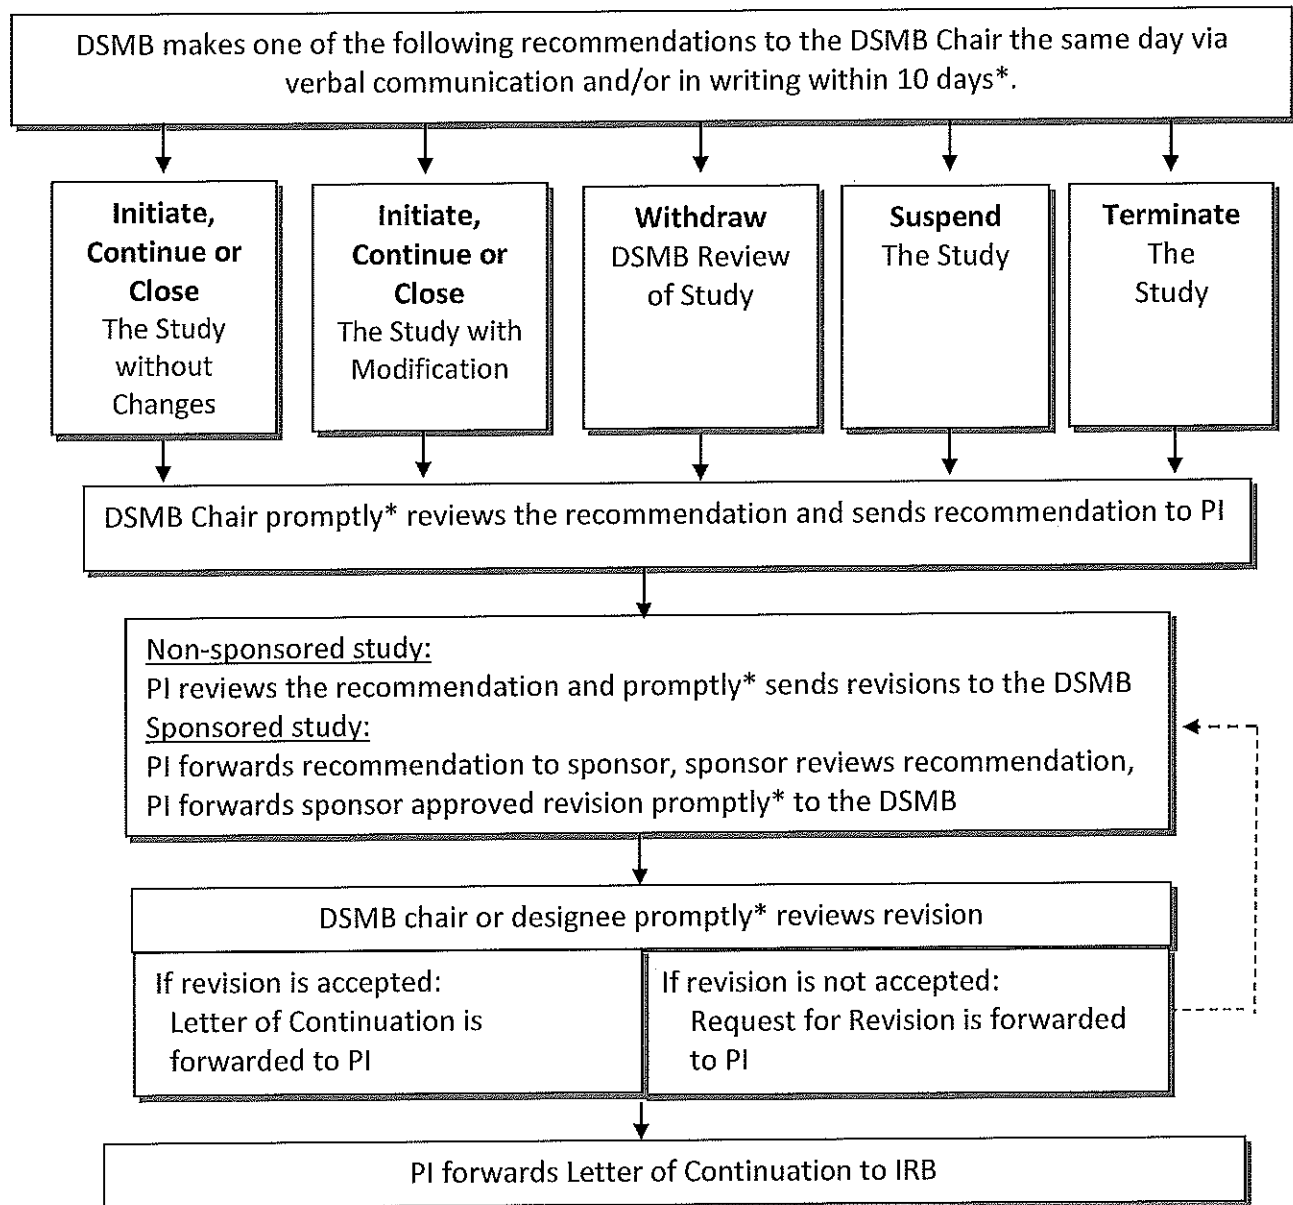 DSMB makes one of the following recommendations to the DSMB Chair the same day via
verbal communication and/or in writing within 10 days*.
Initiate,
Continue or
Close
The Study
without
Changes
Initiate,
Continue or
Close
The Study with
Modification
Withdraw
DSMB Review
of Study
Suspend
The Study
Terminate
The
Study
DSMB Chair promptly* reviews the recommendation and sends recommendation to PI
Non-sponsored study:
PI reviews the recommendation and promptly* sends revisions to the DSMB
Sponsored study:
PI forwards recommendation to sponsor, sponsor reviews recommendation,
PI forwards sponsor approved revision promptly* to the DSMB
DSMB chair or designee promptly* reviews revision
If revision is accepted:
Letter of Continuation is
forwarded to PI
If revision is not accepted:
Request for Revision is forwarded
to PI
PI forwards Letter of Continuation to IRB